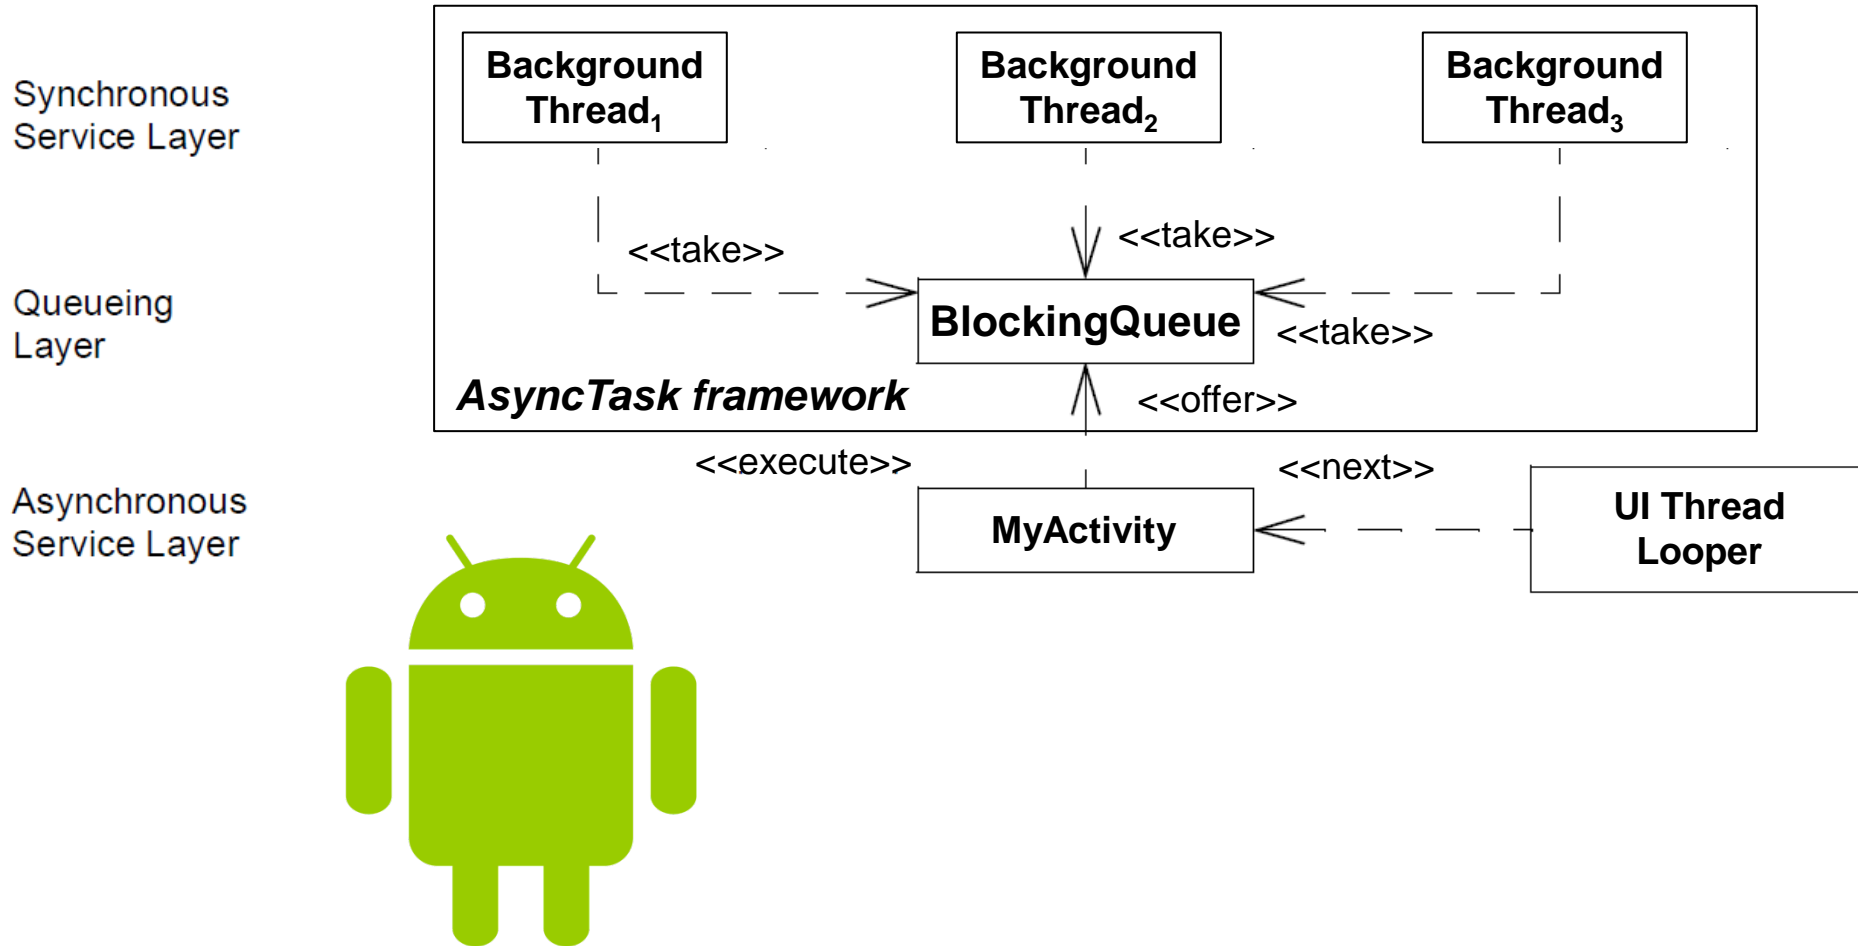 Synchronous
Service Layer
Background
Thread₁
Background
Thread₂
Background
Thread₃
<<take>>
<<take>>
Queueing
Layer
BlockingQueue
<<take>>
AsyncTask framework
<<offer>>
<<execute>>
<<next>>
Asynchronous
Service Layer
MyActivity
UI Thread
Looper